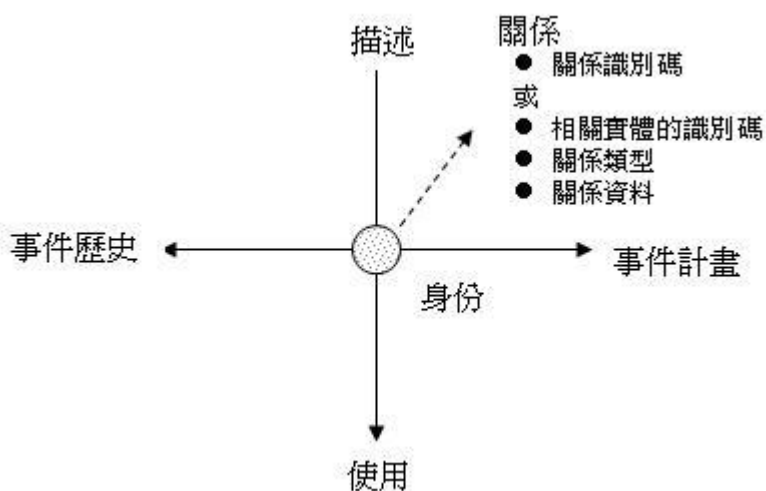 描述
關係
● 關係識別碼
或
● 相關實體的識別碼
● 關係類型
● 關係資料
事件歷史
事件計畫
身份
使用